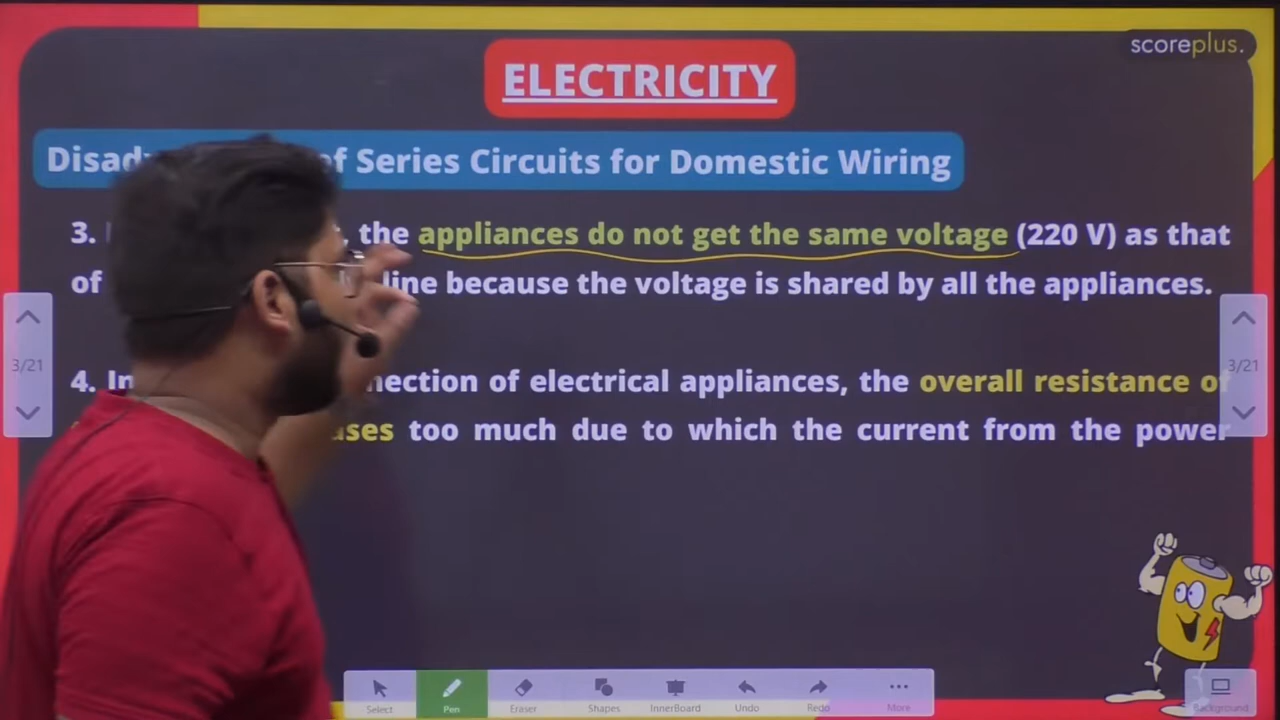 scoreplus.
ELECTRICITY
of Series Circuits for Domestic Wiring
3. the appliances do not get the same voltage (220 V) as that
of line because the voltage is shared by all the appliances.
3/21
3/21
4. In electrical appliances, the overall resistance of
too much due to which the current from the power
Select
Pen
Eraser
Shapes
InnerBoard
Undo
Redo
More
Background